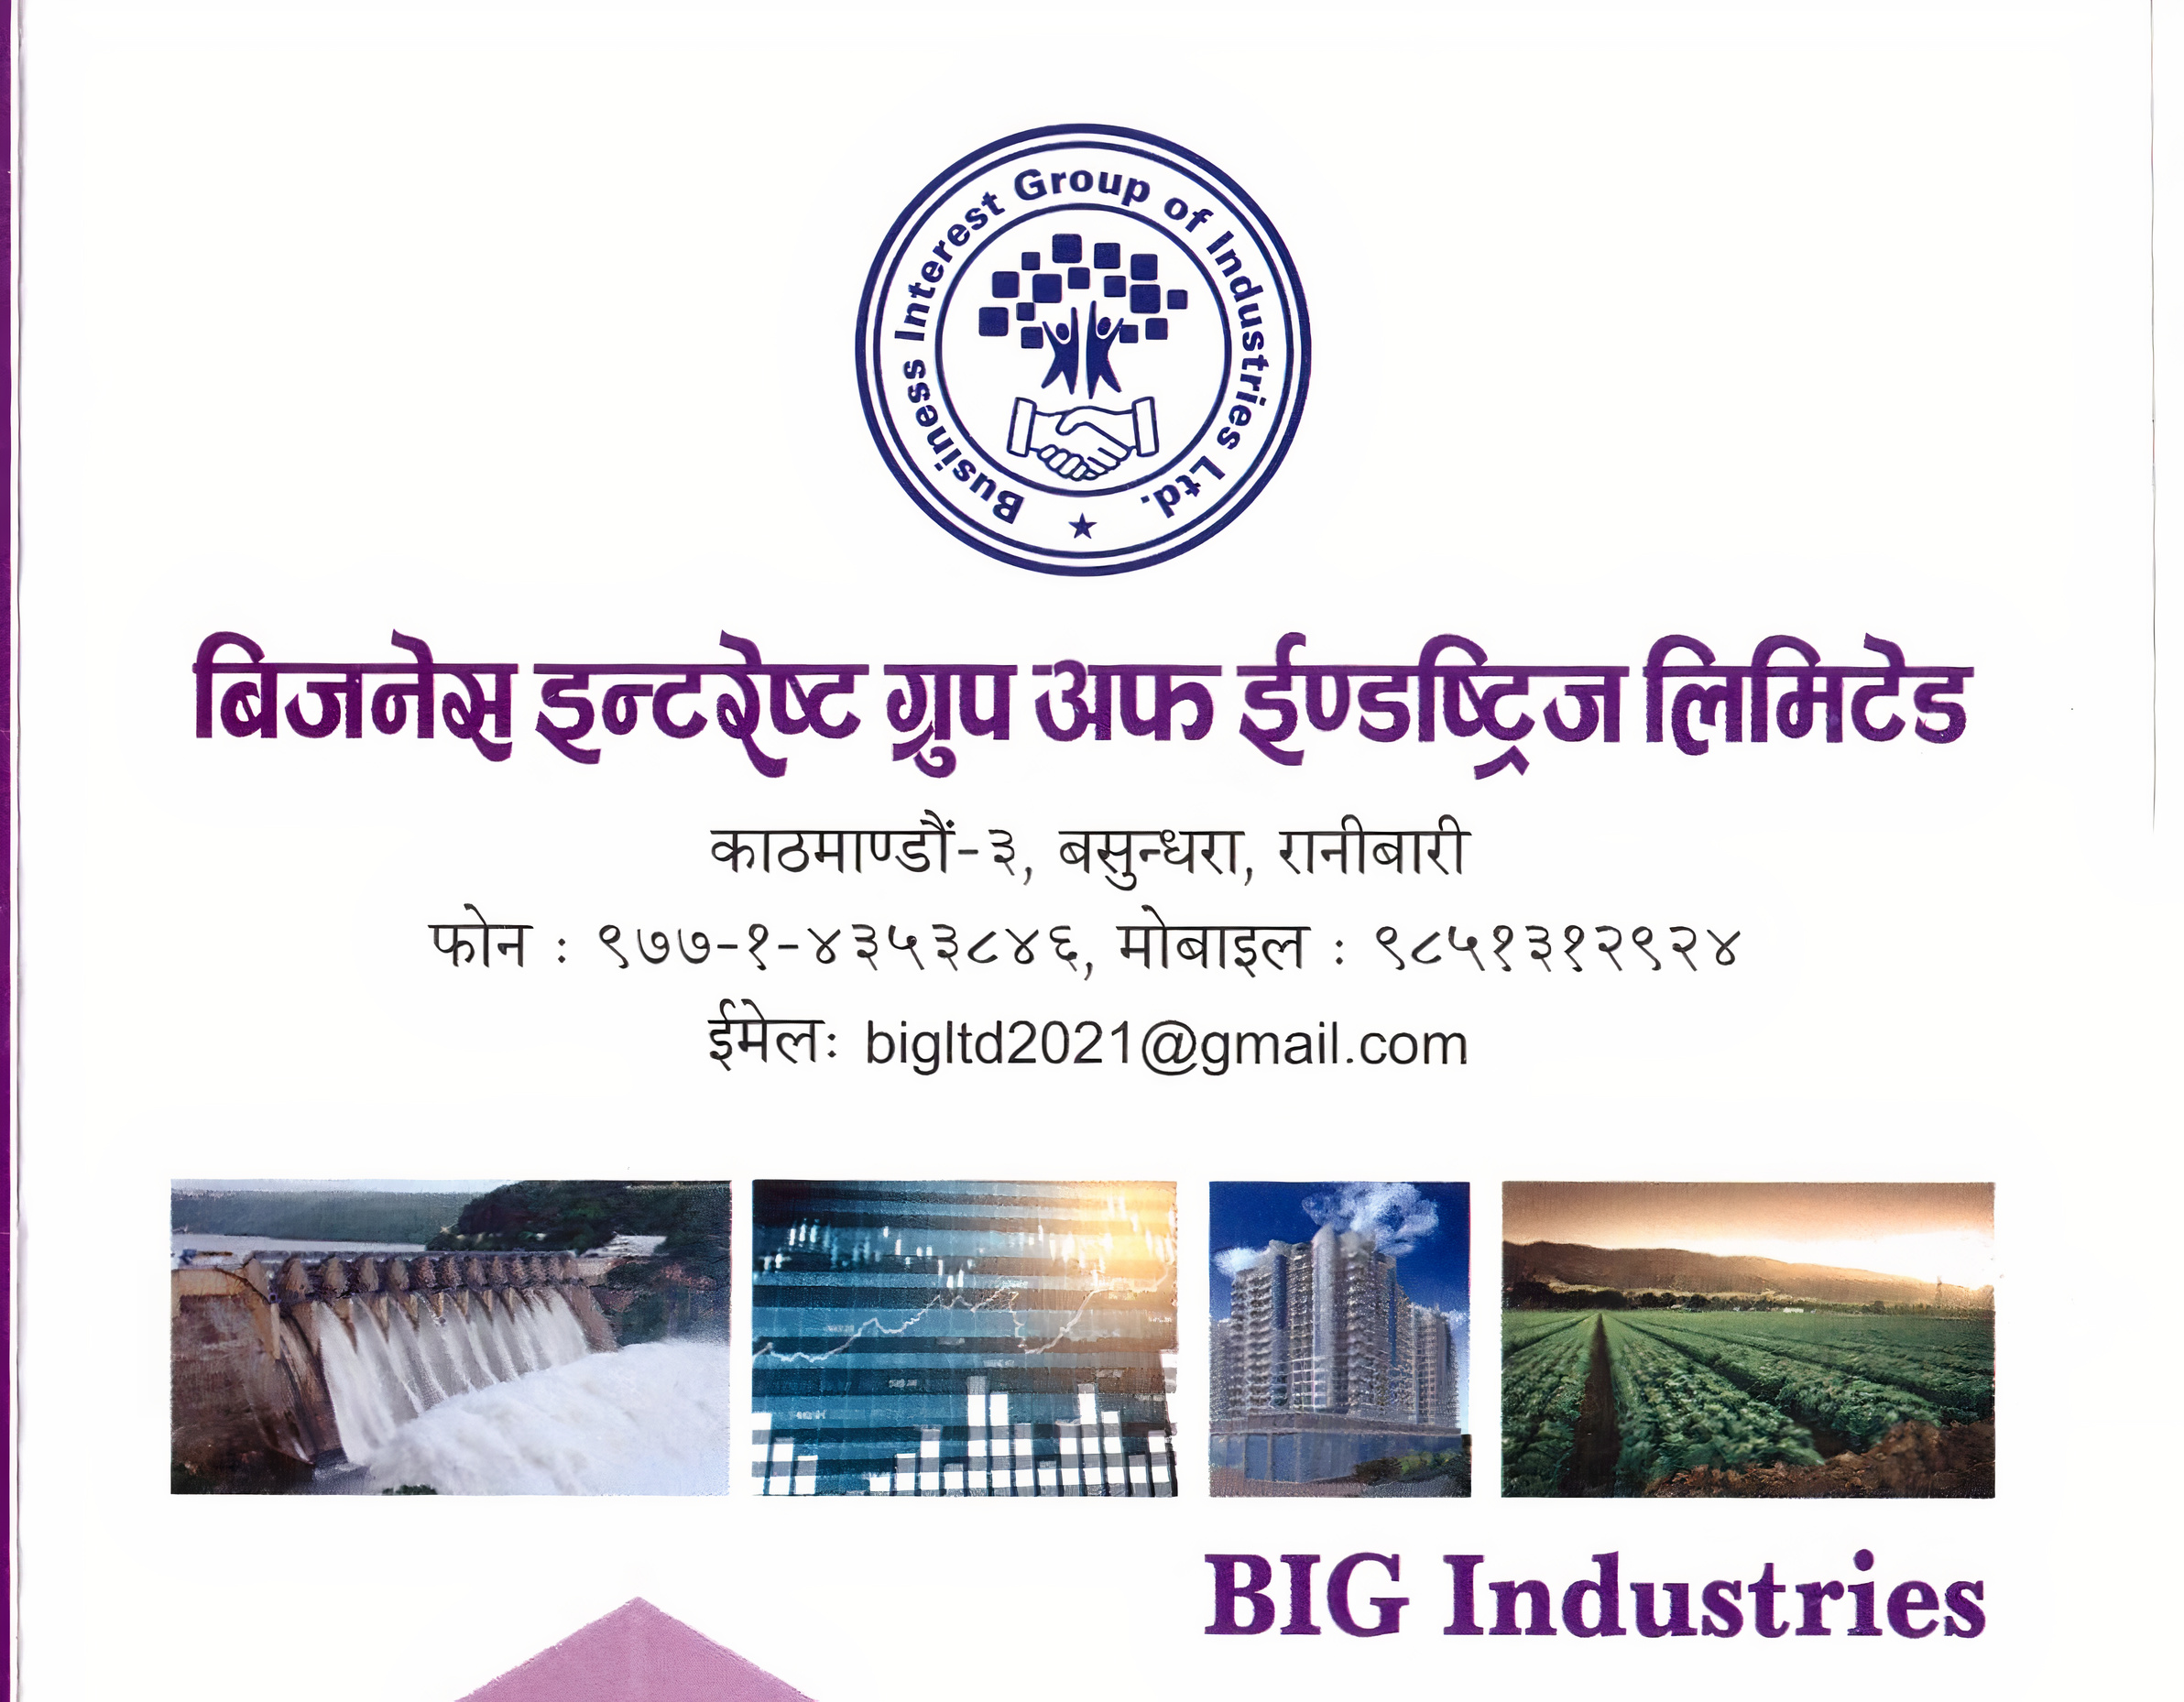 Business Interest Group of Industries Ltd.
बिजनेस इन्टरेष्ट ग्रुप अफ ईण्डष्ट्रिज लिमिटेड
काठमाण्डौं-३, बसुन्धरा, रानीबारी
फोन : ९७७-१-४३५३८४६, मोबाइल : ९८५१३१२९२४
ईमेलः bigltd2021@gmail.com
BIG Industries